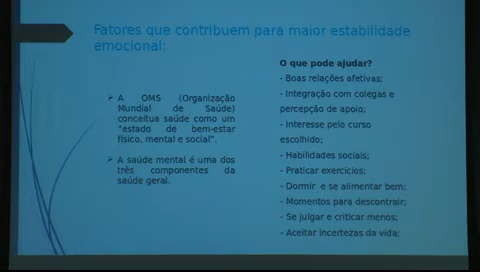 Fatores que contribuem para maior estabilidade
emocional:
A OMS (Organização
Mundial de Saúde)
conceitua saúde como um
"estado de bem-estar
físico, mental e social".
A saúde mental é uma dos
três componentes da
saúde geral.
O que pode ajudar?
- Boas relações afetivas;
- Integração com colegas e
percepção de apoio;
- Interesse pelo curso
escolhido;
- Habilidades sociais;
- Praticar exercícios;
- Dormir e se alimentar bem;
- Momentos para descontrair;
- Se julgar e criticar menos;
- Aceitar incertezas da vida;